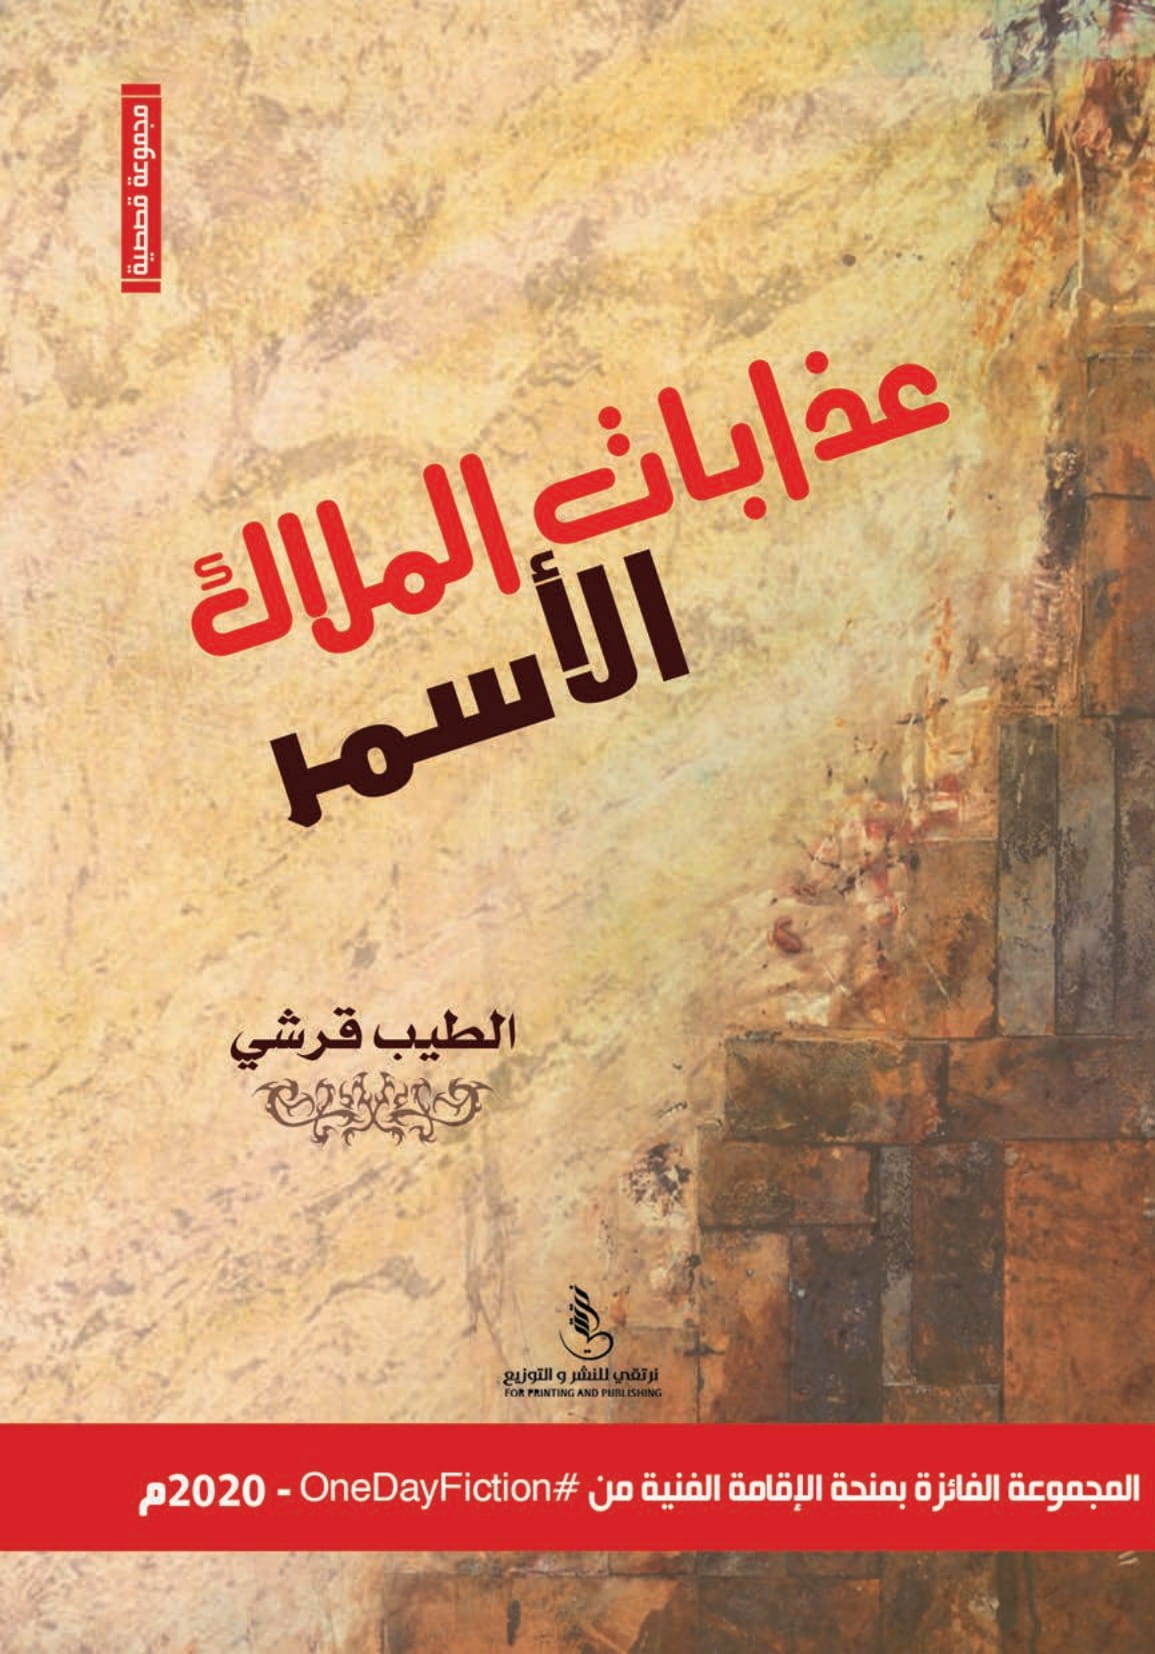 مجموعة قصصية
عذابات الملاك
الأسمر
الطيب قرشي
نرتقي للنشر و التوزيع
FOR PRINTING AND PUBLISHING
المجموعة الفائزة بمنحة الإقامة الفنية من #OneDayFiction - 2020م